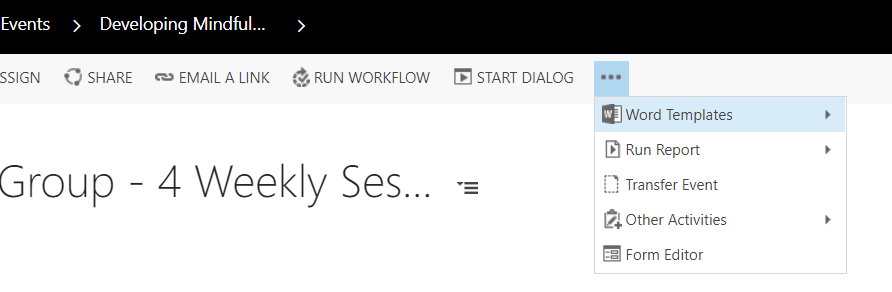 Events > Developing Mindful... >
SSIGN SHARE EMAIL A LINK RUN WORKFLOW START DIALOG ...
Word Templates
Run Report
Group - 4 Weekly Ses...
Transfer Event
Other Activities
Form Editor